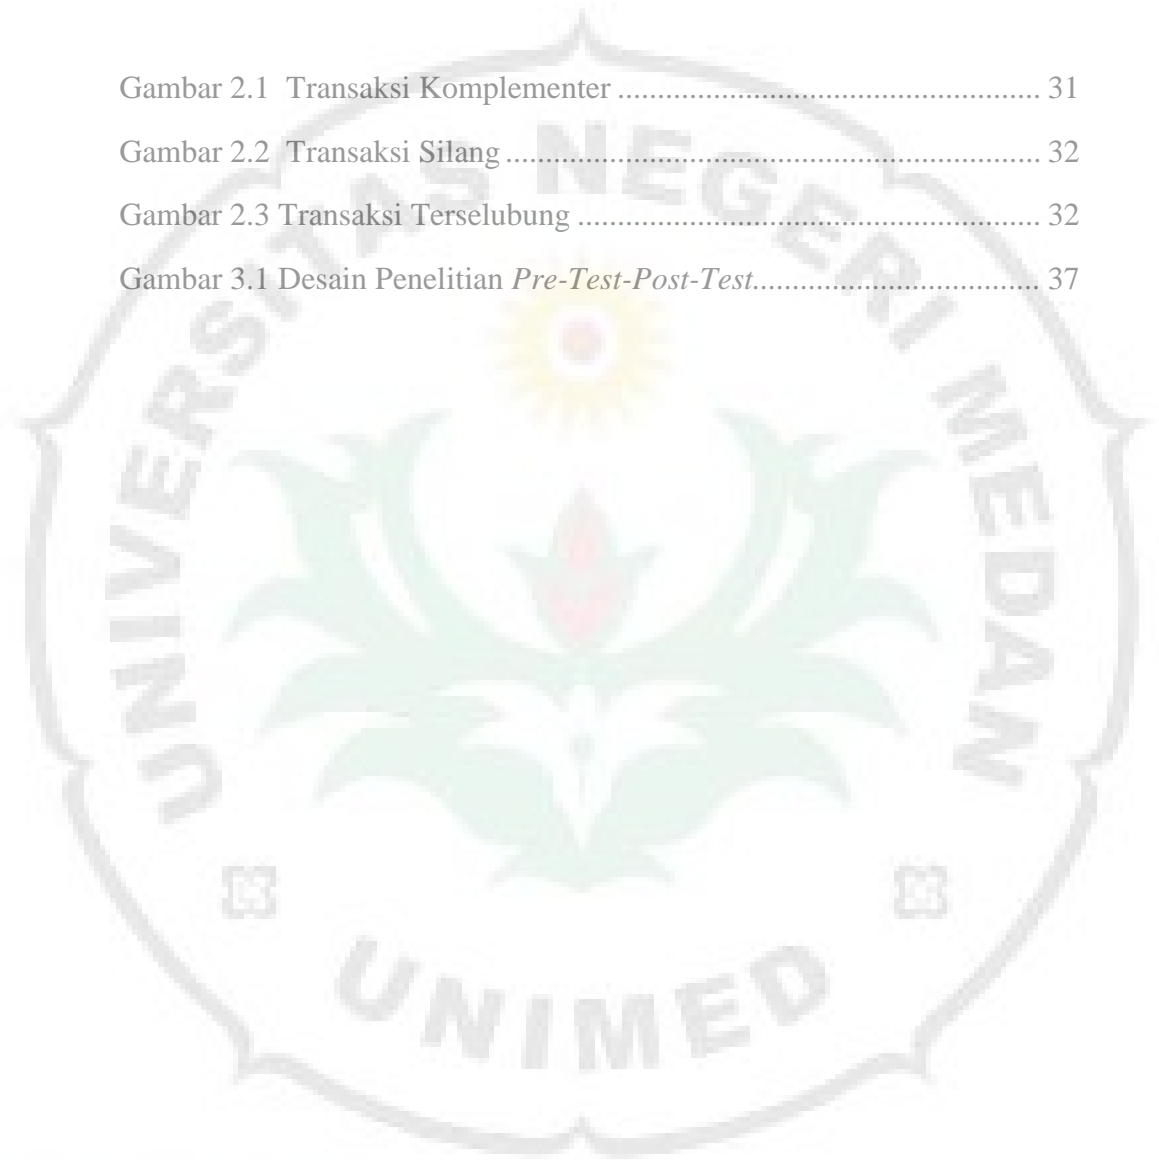 Gambar 2.1  Transaksi Komplementer ..................................................... 31
Gambar 2.2  Transaksi Silang ................................................................... 32
Gambar 2.3 Transaksi Terselubung .......................................................... 32
Gambar 3.1 Desain Penelitian Pre-Test-Post-Test.................................... 37
UNIVERSITAS NEGERI MEDAN
UNIMED